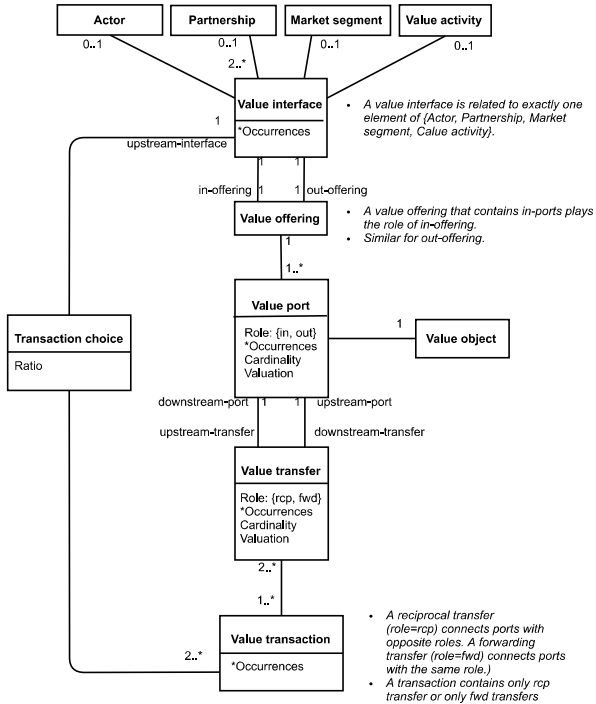 Actor
Partnership
Market segment
Value activity
0..1
0..1
0..1
0..1
2..*
Value interface
*Occurrences
• A value interface is related to exactly one
element of {Actor, Partnership, Market
segment, Calue activity}.
1
upstream-interface
1
1
in-offering
1
1
out-offering
Value offering
• A value offering that contains in-ports plays
the role of in-offering.
• Similar for out-offering.
1
1..*
Value port
Role: {in, out}
*Occurrences
Cardinality
Valuation
1
Value object
Transaction choice
Ratio
downstream-port
1
1
upstream-port
upstream-transfer
downstream-transfer
Value transfer
Role: {rcp, fwd}
*Occurrences
Cardinality
Valuation
2..*
1..*
Value transaction
*Occurrences
2..*
• A reciprocal transfer
(role=rcp) connects ports with
opposite roles. A forwarding
transfer (role=fwd) connects ports
with the same role.)
• A transaction contains only rcp
transfer or only fwd transfers